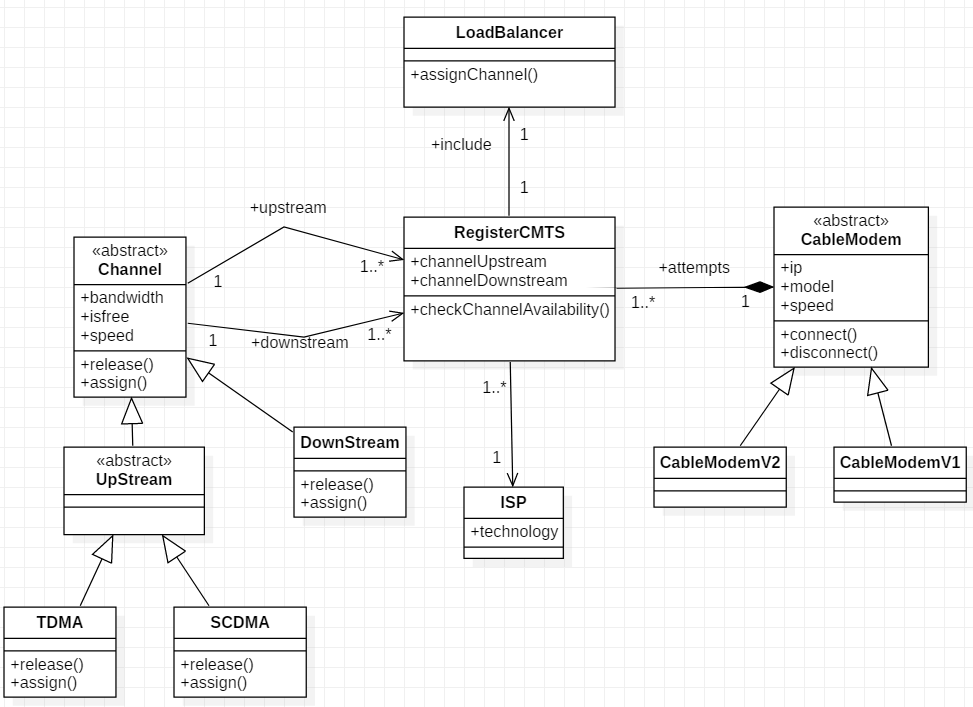 LoadBalancer
+assignChannel()
+include
1
1
+upstream
1
1..*
+downstream
1
1..*
«abstract»
Channel
+bandwidth
+isfree
+speed
+release()
+assign()
RegisterCMTS
+channelUpstream
+channelDownstream
+checkChannelAvailability()
+attempts
1..*
1
«abstract»
CableModem
+ip
+model
+speed
+connect()
+disconnect()
1..*
1
DownStream
+release()
+assign()
«abstract»
UpStream
ISP
+technology
CableModemV2
CableModemV1
TDMA
+release()
+assign()
SCDMA
+release()
+assign()